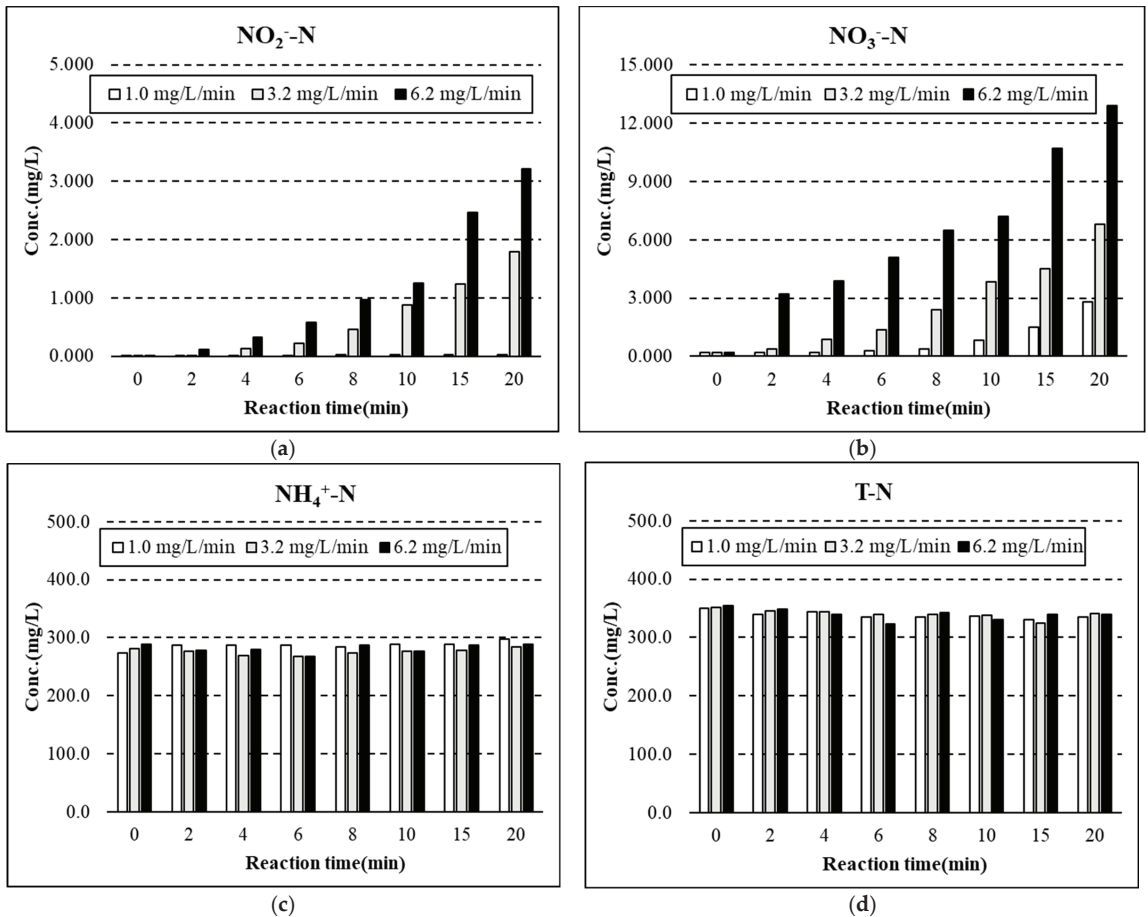 NO₂⁻-N
5.000
1.0 mg/L/min 3.2 mg/L/min 6.2 mg/L/min
4.000
3.000
2.000
1.000
0.000
Conc.(mg/L)
0 2 4 6 8 10 15 20
Reaction time(min)
(a)
NO₃⁻-N
15.000
1.0 mg/L/min 3.2 mg/L/min 6.2 mg/L/min
12.000
9.000
6.000
3.000
0.000
Conc.(mg/L)
0 2 4 6 8 10 15 20
Reaction time(min)
(b)
NH₄⁺-N
500.0
1.0 mg/L/min 3.2 mg/L/min 6.2 mg/L/min
400.0
300.0
200.0
100.0
0.0
Conc.(mg/L)
0 2 4 6 8 10 15 20
Reaction time(min)
(c)
T-N
500.0
1.0 mg/L/min 3.2 mg/L/min 6.2 mg/L/min
400.0
300.0
200.0
100.0
0.0
Conc.(mg/L)
0 2 4 6 8 10 15 20
Reaction time(min)
(d)